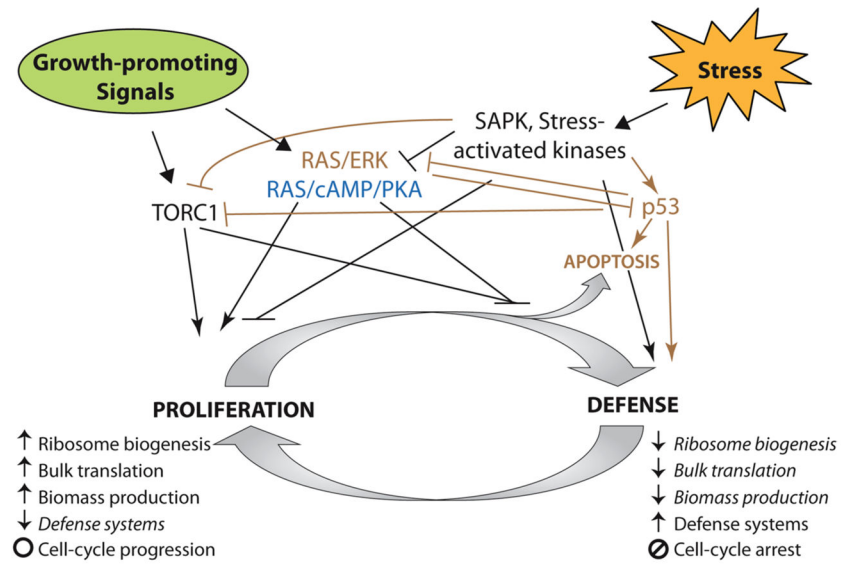 Growth-promoting
Signals
Stress
SAPK, Stress-
activated kinases
RAS/ERK
RAS/cAMP/PKA
TORC1
p53
APOPTOSIS
PROLIFERATION
↑ Ribosome biogenesis
↑ Bulk translation
↑ Biomass production
↓ Defense systems
Cell-cycle progression
DEFENSE
↓ Ribosome biogenesis
↓ Bulk translation
↓ Biomass production
↑ Defense systems
Cell-cycle arrest